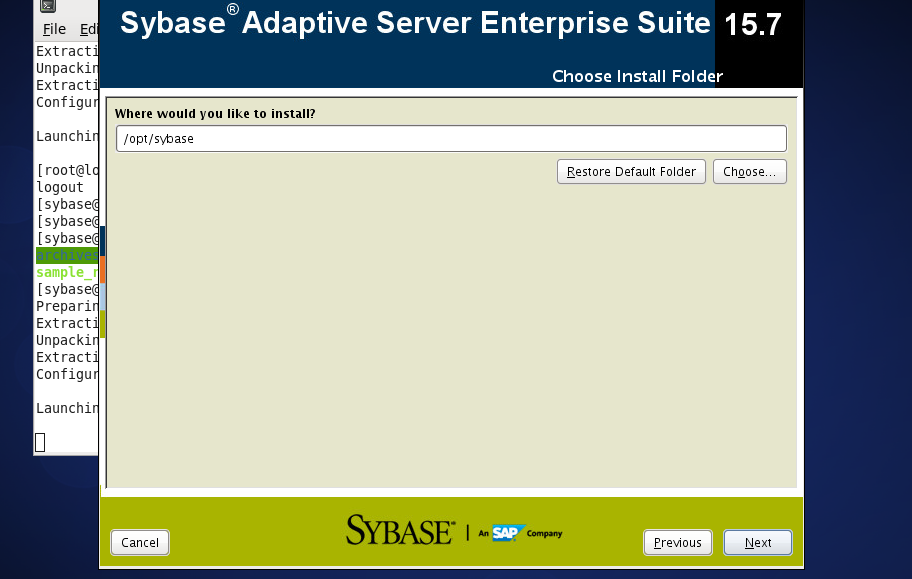 Sybase® Adaptive Server Enterprise Suite 15.7
Choose Install Folder
File Edi
Extracti
Unpackin
Extracti
Configur
Launchin
[root@lo
logout
[sybase@
[sybase@
[sybase@
archives
sample_r
[sybase@
Preparin
Extracti
Unpackin
Extracti
Configur
Launchin
Where would you like to install?
/opt/sybase
Restore Default Folder
Choose...
Cancel
SYBASE® | An SAP Company
Previous
Next